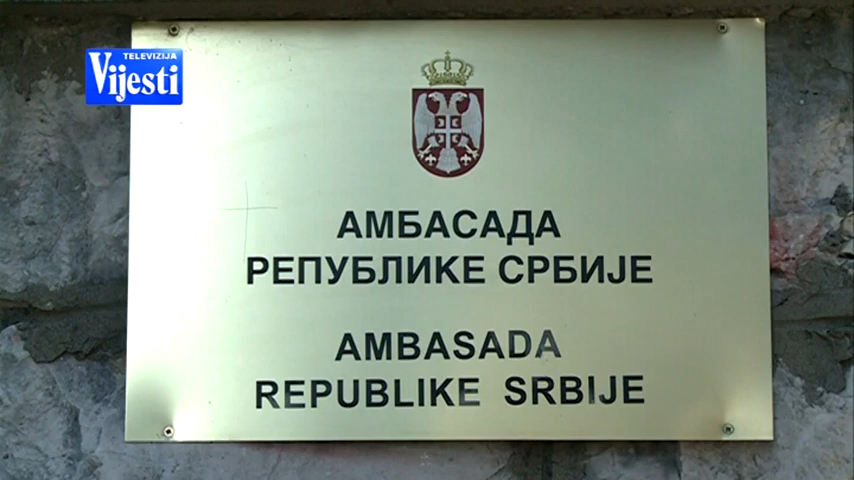 TELEVIZIJA
Vijesti
АМБАСАДА
РЕПУБЛИКЕ СРБИЈЕ
AMBASADA
REPUBLIKE SRBIJE